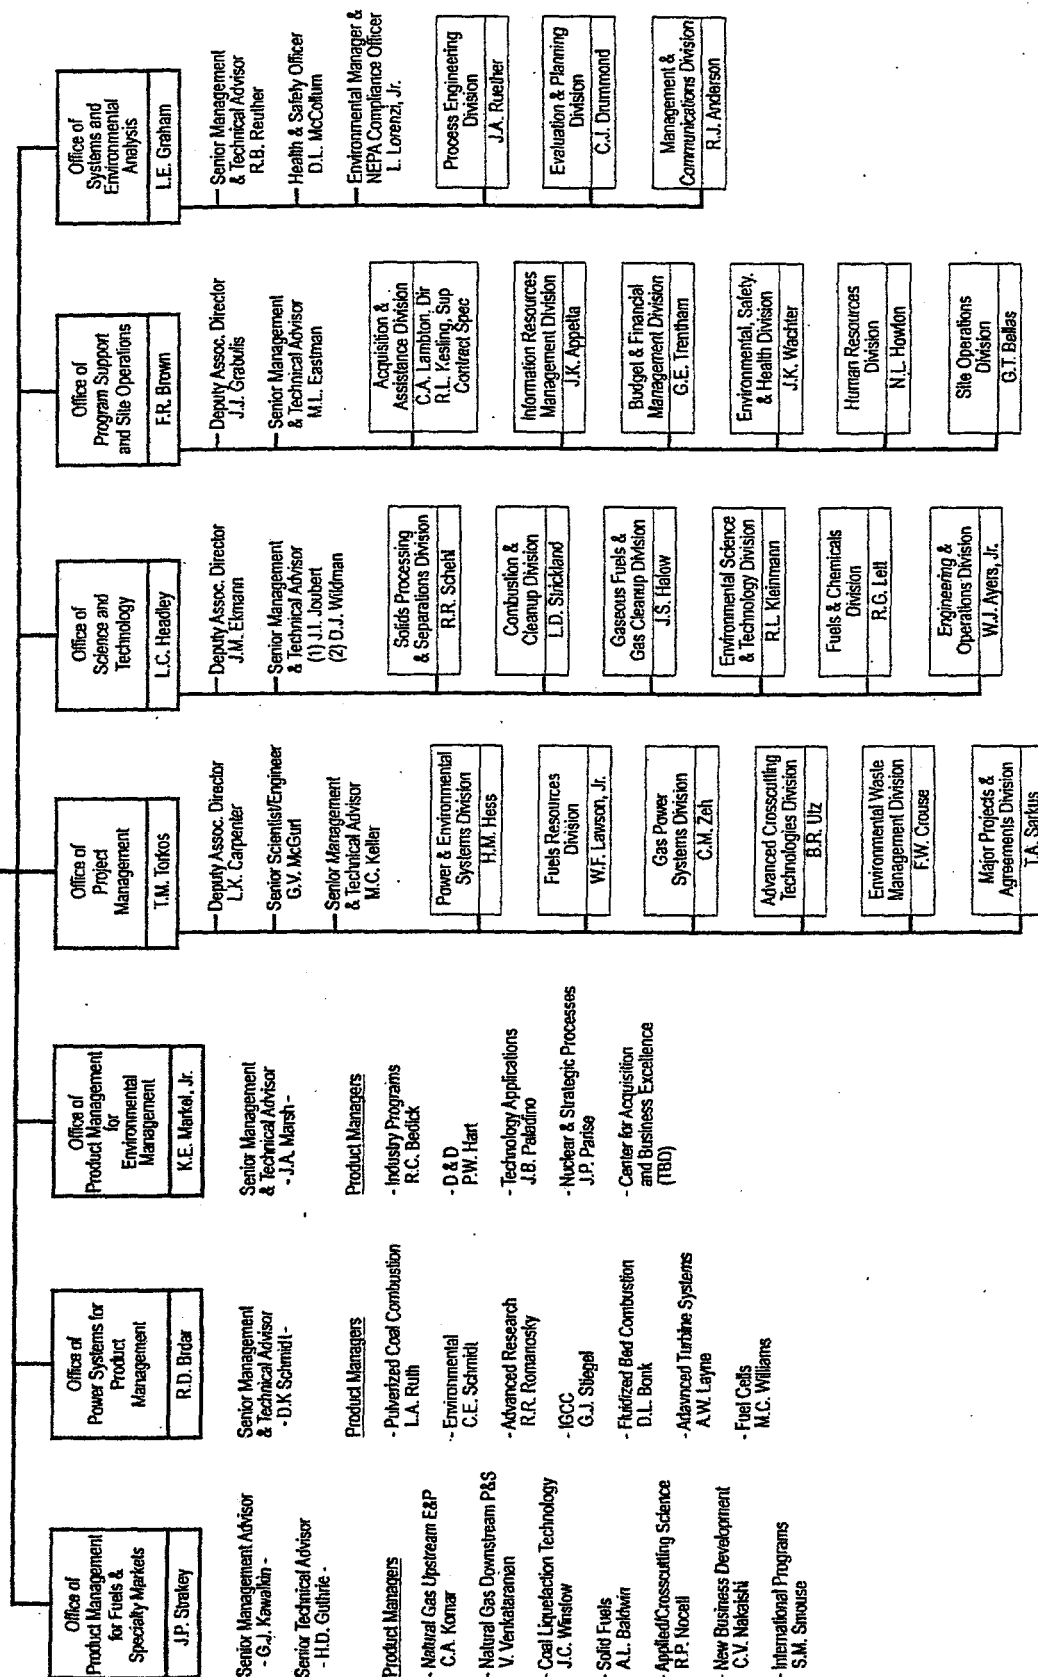 Office of
Product Management
for Fuels &
Specialty Markets
J.P. Strakey
Senior Management Advisor
- G.J. Kawalkin -
Senior Technical Advisor
- H.D. Guthrie -
Product Managers
- Natural Gas Upstream E&P
C.A. Komar
- Natural Gas Downstream P&S
V. Venkataraman
- Coal Liquefaction Technology
J.C. Winslow
- Solid Fuels
A.L. Baldwin
- Applied/Crosscutting Science
R.P. Nocell
- New Business Development
C.V. Nakaishi
- International Programs
S.M. Smouse
Office of
Power Systems for
Product
Management
R.D. Brdar
Senior Management
& Technical Advisor
- D.K Schmidt -
Product Managers
- Pulverized Coal Combustion
L.A. Ruth
- Environmental
C.E. Schmidt
- Advanced Research
R.R. Romanosky
- IGCC
G.J. Stiegel
- Fluidized Bed Combustion
D.L. Bonk
- Adavnced Turbine Systems
A.W. Layne
- Fuel Cells
M.C. Williams
Office of
Product Management
for
Environmental
Management
K.E. Markel, Jr.
Senior Management
& Technical Advisor
- J.A. Marsh -
Product Managers
- Industry Programs
R.C. Bedick
- D & D
P.W. Hart
- Technology Applications
J.B. Paladino
- Nuclear & Strategic Processes
J.P. Parise
- Center for Acquisition
and Business Excellence
(TBD)
Office of
Project
Management
T.M. Torkos
Deputy Assoc. Director
L.K. Carpenter
Senior Scientist/Engineer
G.V. McGurl
Senior Management
& Technical Advisor
M.C. Keller
Power & Environmental
Systems Division
H.M. Hess
Fuels Resources
Division
W.F. Lawson, Jr.
Gas Power
Systems Division
C.M. Zeh
Advanced Crosscutting
Technologies Division
B.R. Utz
Environmental Waste
Management Division
F.W. Crouse
Major Projects &
Agreements Division
T.A. Sarkus
Office of
Science and
Technology
L.C. Headley
Deputy Assoc. Director
J.M. Ekmann
Senior Management
& Technical Advisor
(1) J.I. Joubert
(2) D.J. Wildman
Solids Processing
& Separations Division
R.R. Schehl
Combustion &
Cleanup Division
L.D. Strickland
Gaseous Fuels &
Gas Cleanup Division
J.S. Halow
Environmental Science
& Technology Division
R.L. Kleinmann
Fuels & Chemicals
Division
R.G. Lett
Engineering &
Operations Division
W.J. Ayers, Jr.
Office of
Program Support
and Site Operations
F.R. Brown
Deputy Assoc. Director
J.J. Grabulis
Senior Management
& Technical Advisor
M.L. Eastman
Acquisition &
Assistance Division
C.A. Lambton, Dir
R.L. Kesling, Sup
Contract Spec
Information Resources
Management Division
J.K. Appetta
Budget & Financial
Management Division
G.E. Trentham
Environmental, Safety,
& Health Division
J.K. Wachter
Human Resources
Division
N.L. Howton
Site Operations
Division
G.T. Bellas
Office of
Systems and
Environmental
Analysis
L.E. Graham
Senior Management
& Technical Advisor
R.B. Reuther
Health & Safety Officer
D.L. McCollum
Environmental Manager &
NEPA Compliance Officer
L. Lorenzi, Jr.
Process Engineering
Division
J.A. Ruether
Evaluation & Planning
Division
C.J. Drummond
Management &
Communications Division
R.J. Anderson